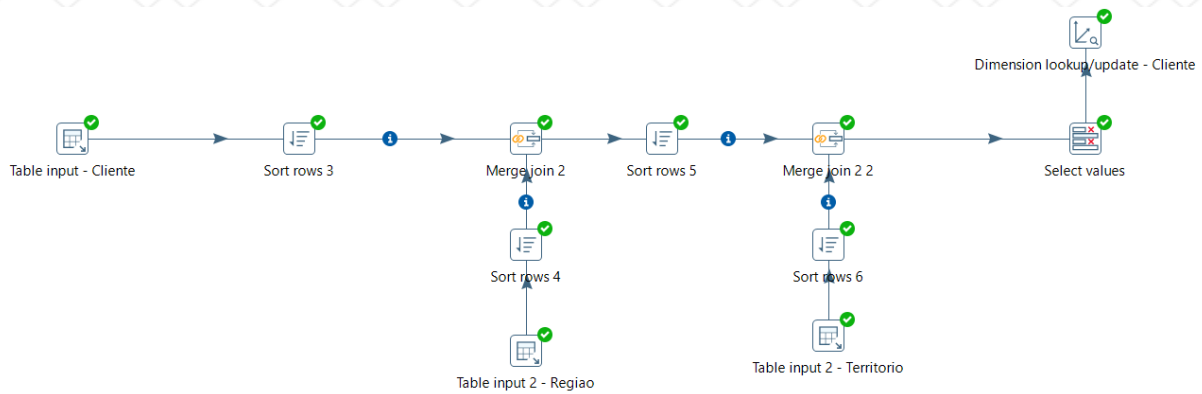 Dimension lookup/update - Cliente
Table input - Cliente
Sort rows 3
Merge join 2
Sort rows 5
Merge join 2 2
Select values
Sort rows 4
Sort rows 6
Table input 2 - Regiao
Table input 2 - Territorio